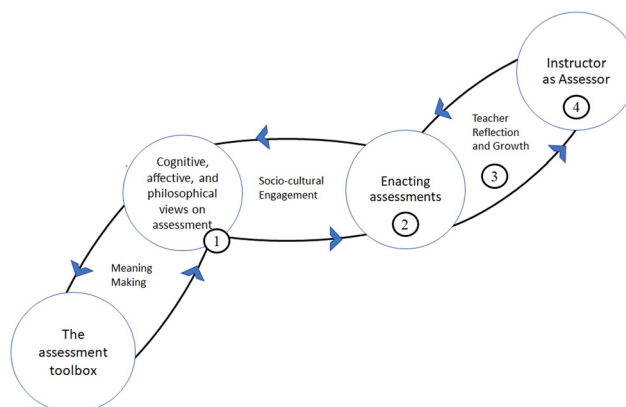 Instructor
as Assessor
4
Teacher
Reflection
and Growth
3
Cognitive,
affective, and
philosophical
views on
assessment
1
Socio-cultural
Engagement
Enacting
assessments
2
Meaning
Making
The
assessment
toolbox